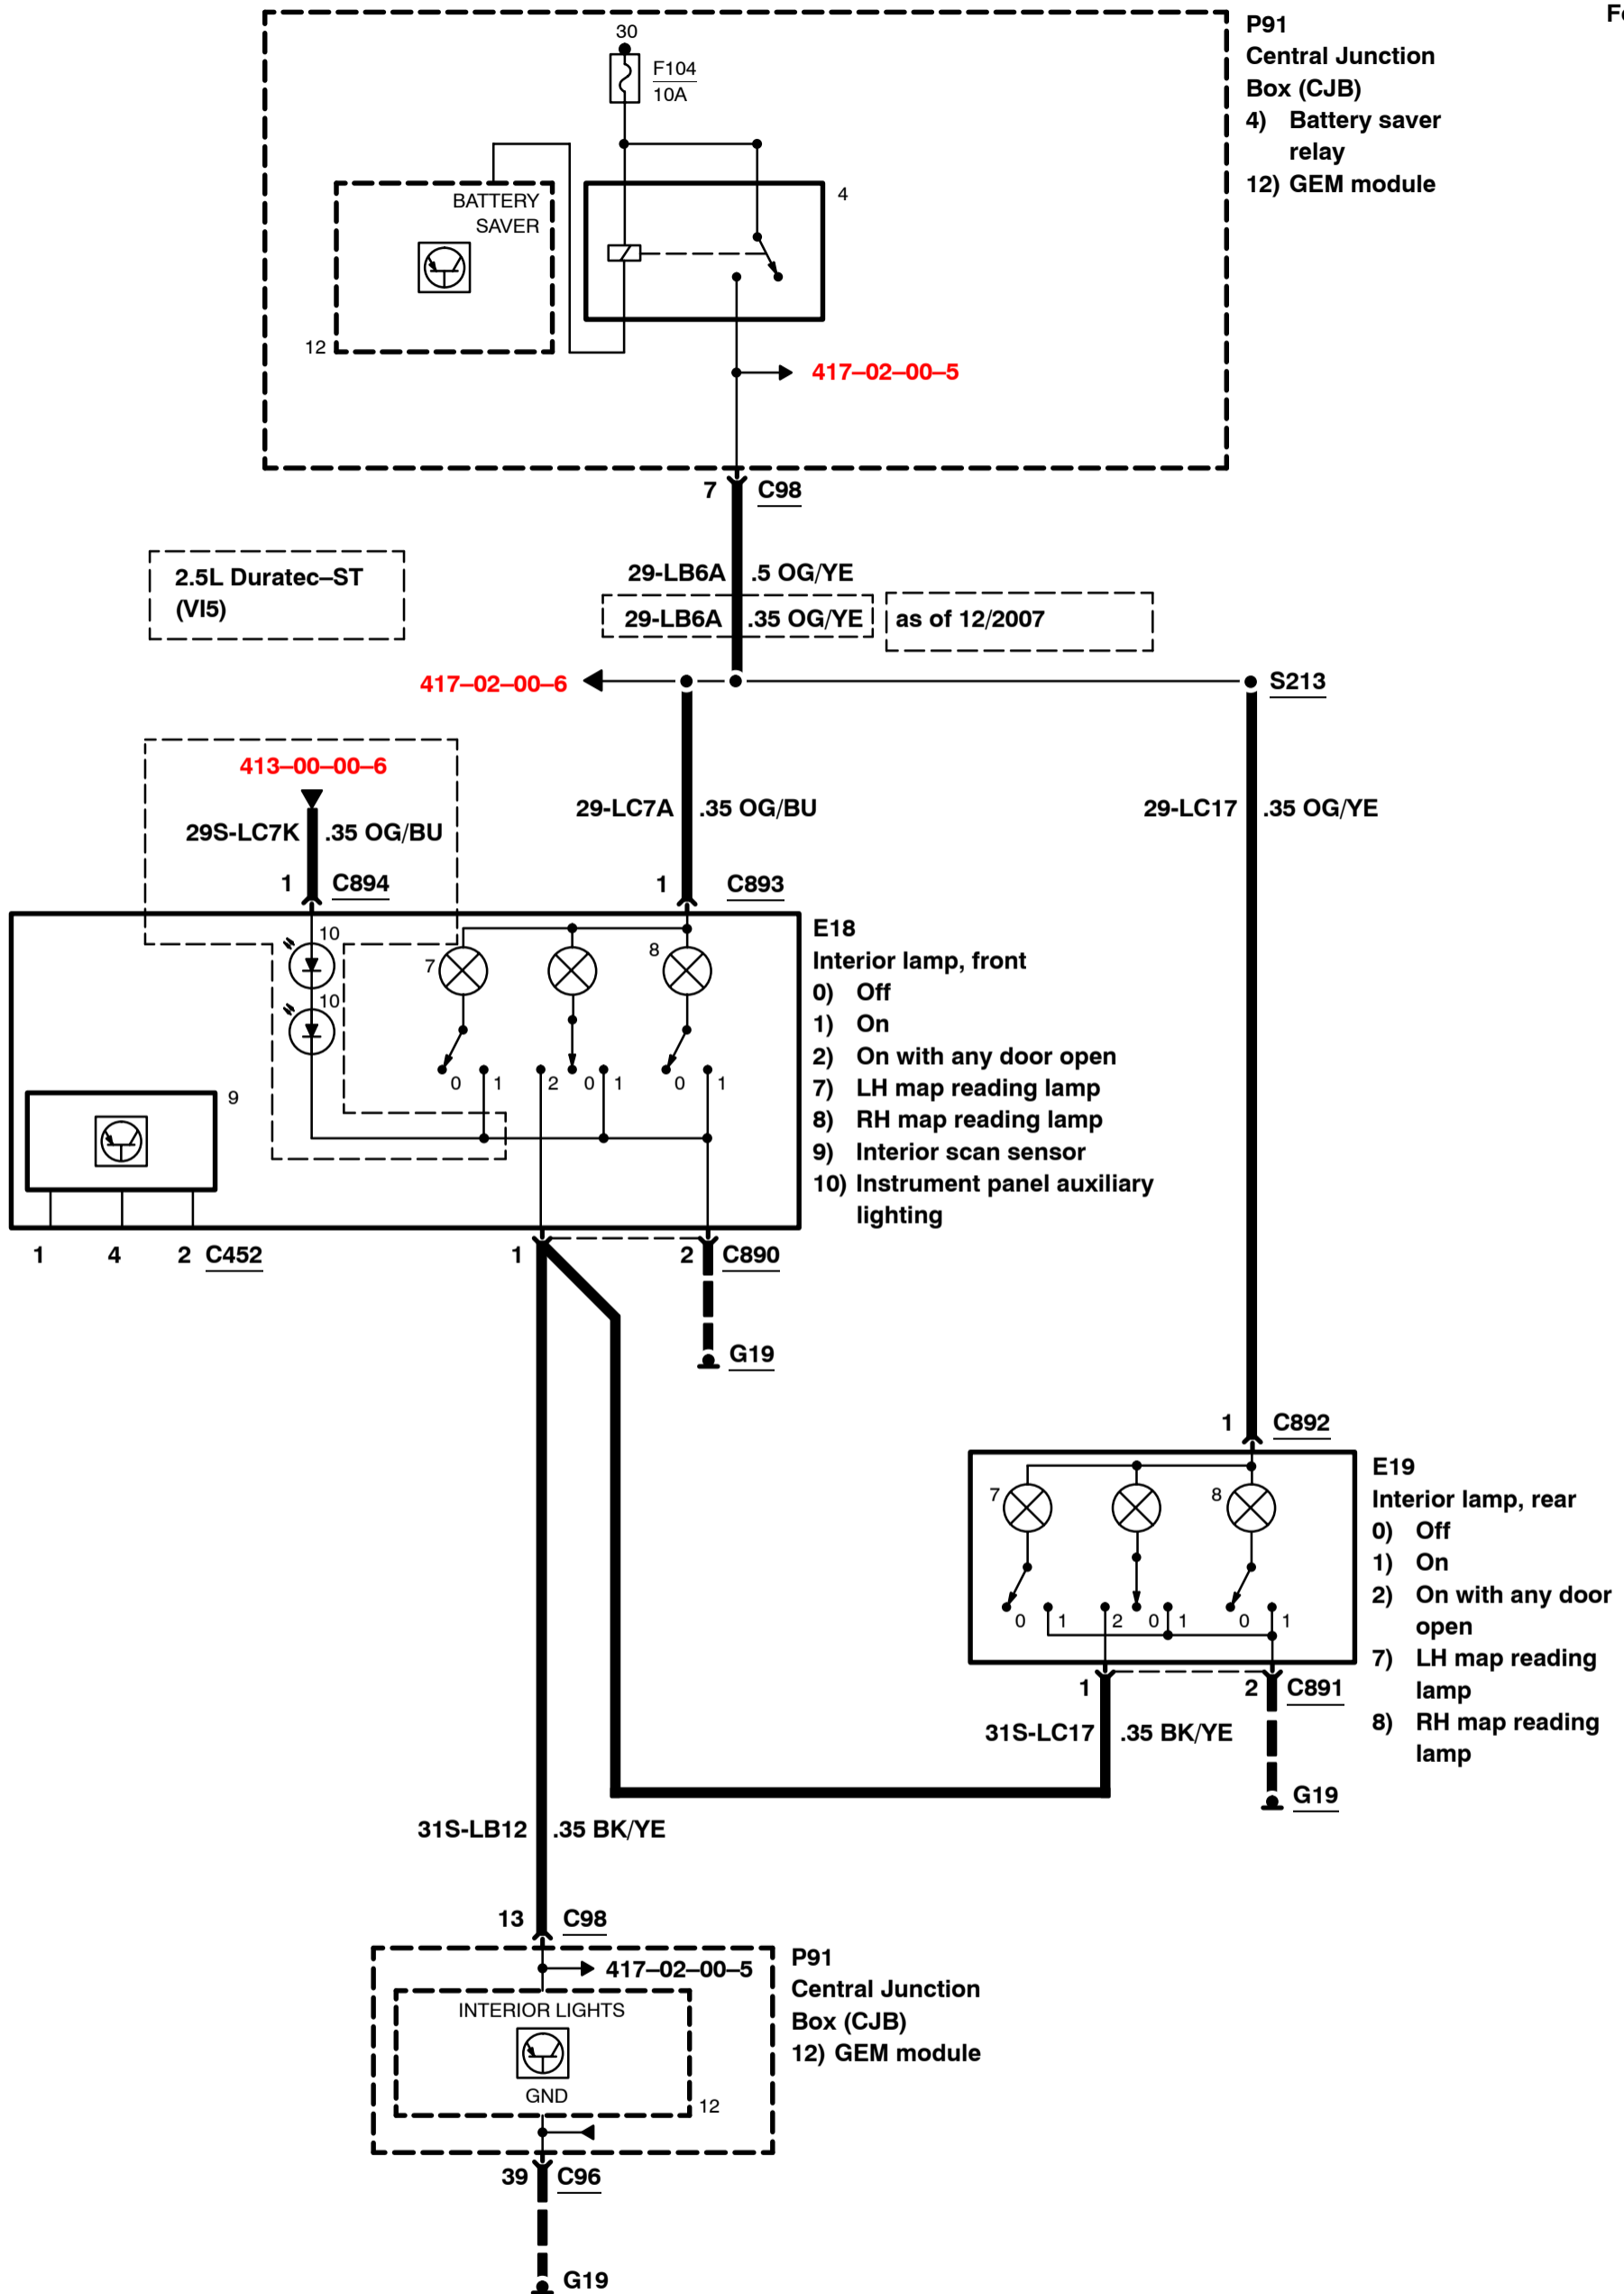 Fo
30
F104
10A
P91
Central Junction
Box (CJB)
4) Battery saver
relay
12) GEM module
BATTERY
SAVER
4
12
417–02–00–5
7 C98
2.5L Duratec–ST
(VI5)
29-LB6A .5 OG/YE
29-LB6A .35 OG/YE
as of 12/2007
417–02–00–6
S213
413–00–00–6
29S-LC7K .35 OG/BU
29-LC7A .35 OG/BU
29-LC17 .35 OG/YE
1 C894
1 C893
10
10
7
8
0 1 2 0 1 0 1
9
E18
Interior lamp, front
0) Off
1) On
2) On with any door open
7) LH map reading lamp
8) RH map reading lamp
9) Interior scan sensor
10) Instrument panel auxiliary
lighting
1 4 2 C452
1 2 C890
G19
1 C892
7 8
0 1 2 0 1 0 1
E19
Interior lamp, rear
0) Off
1) On
2) On with any door
open
7) LH map reading
lamp
8) RH map reading
lamp
1 2 C891
31S-LC17 .35 BK/YE
G19
31S-LB12 .35 BK/YE
13 C98
417–02–00–5
INTERIOR LIGHTS
GND
12
P91
Central Junction
Box (CJB)
12) GEM module
39 C96
G19